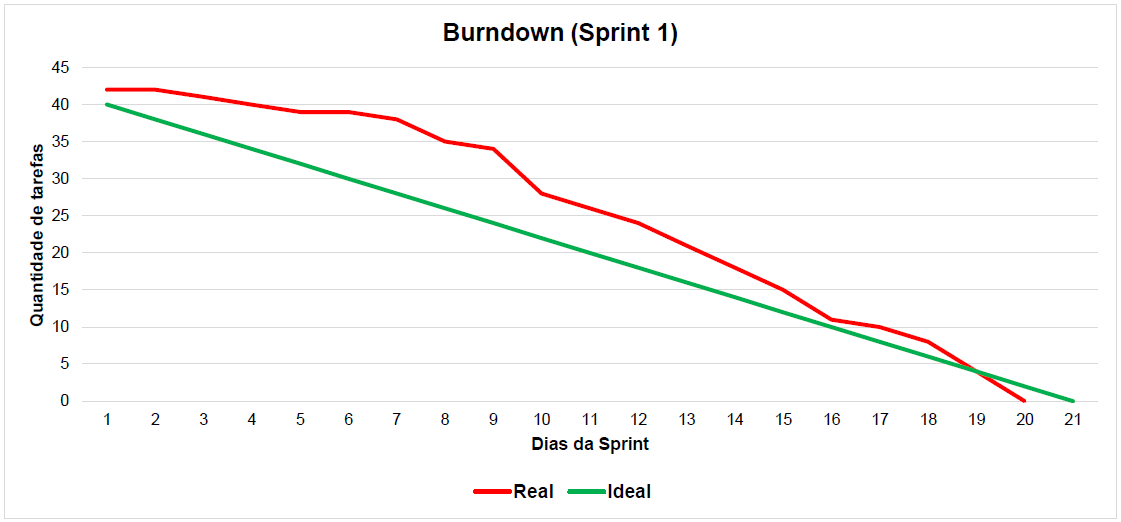 Burndown (Sprint 1)
Quantidade de tarefas
45
40
35
30
25
20
15
10
5
0
1 2 3 4 5 6 7 8 9 10 11 12 13 14 15 16 17 18 19 20 21
Dias da Sprint
Real Ideal